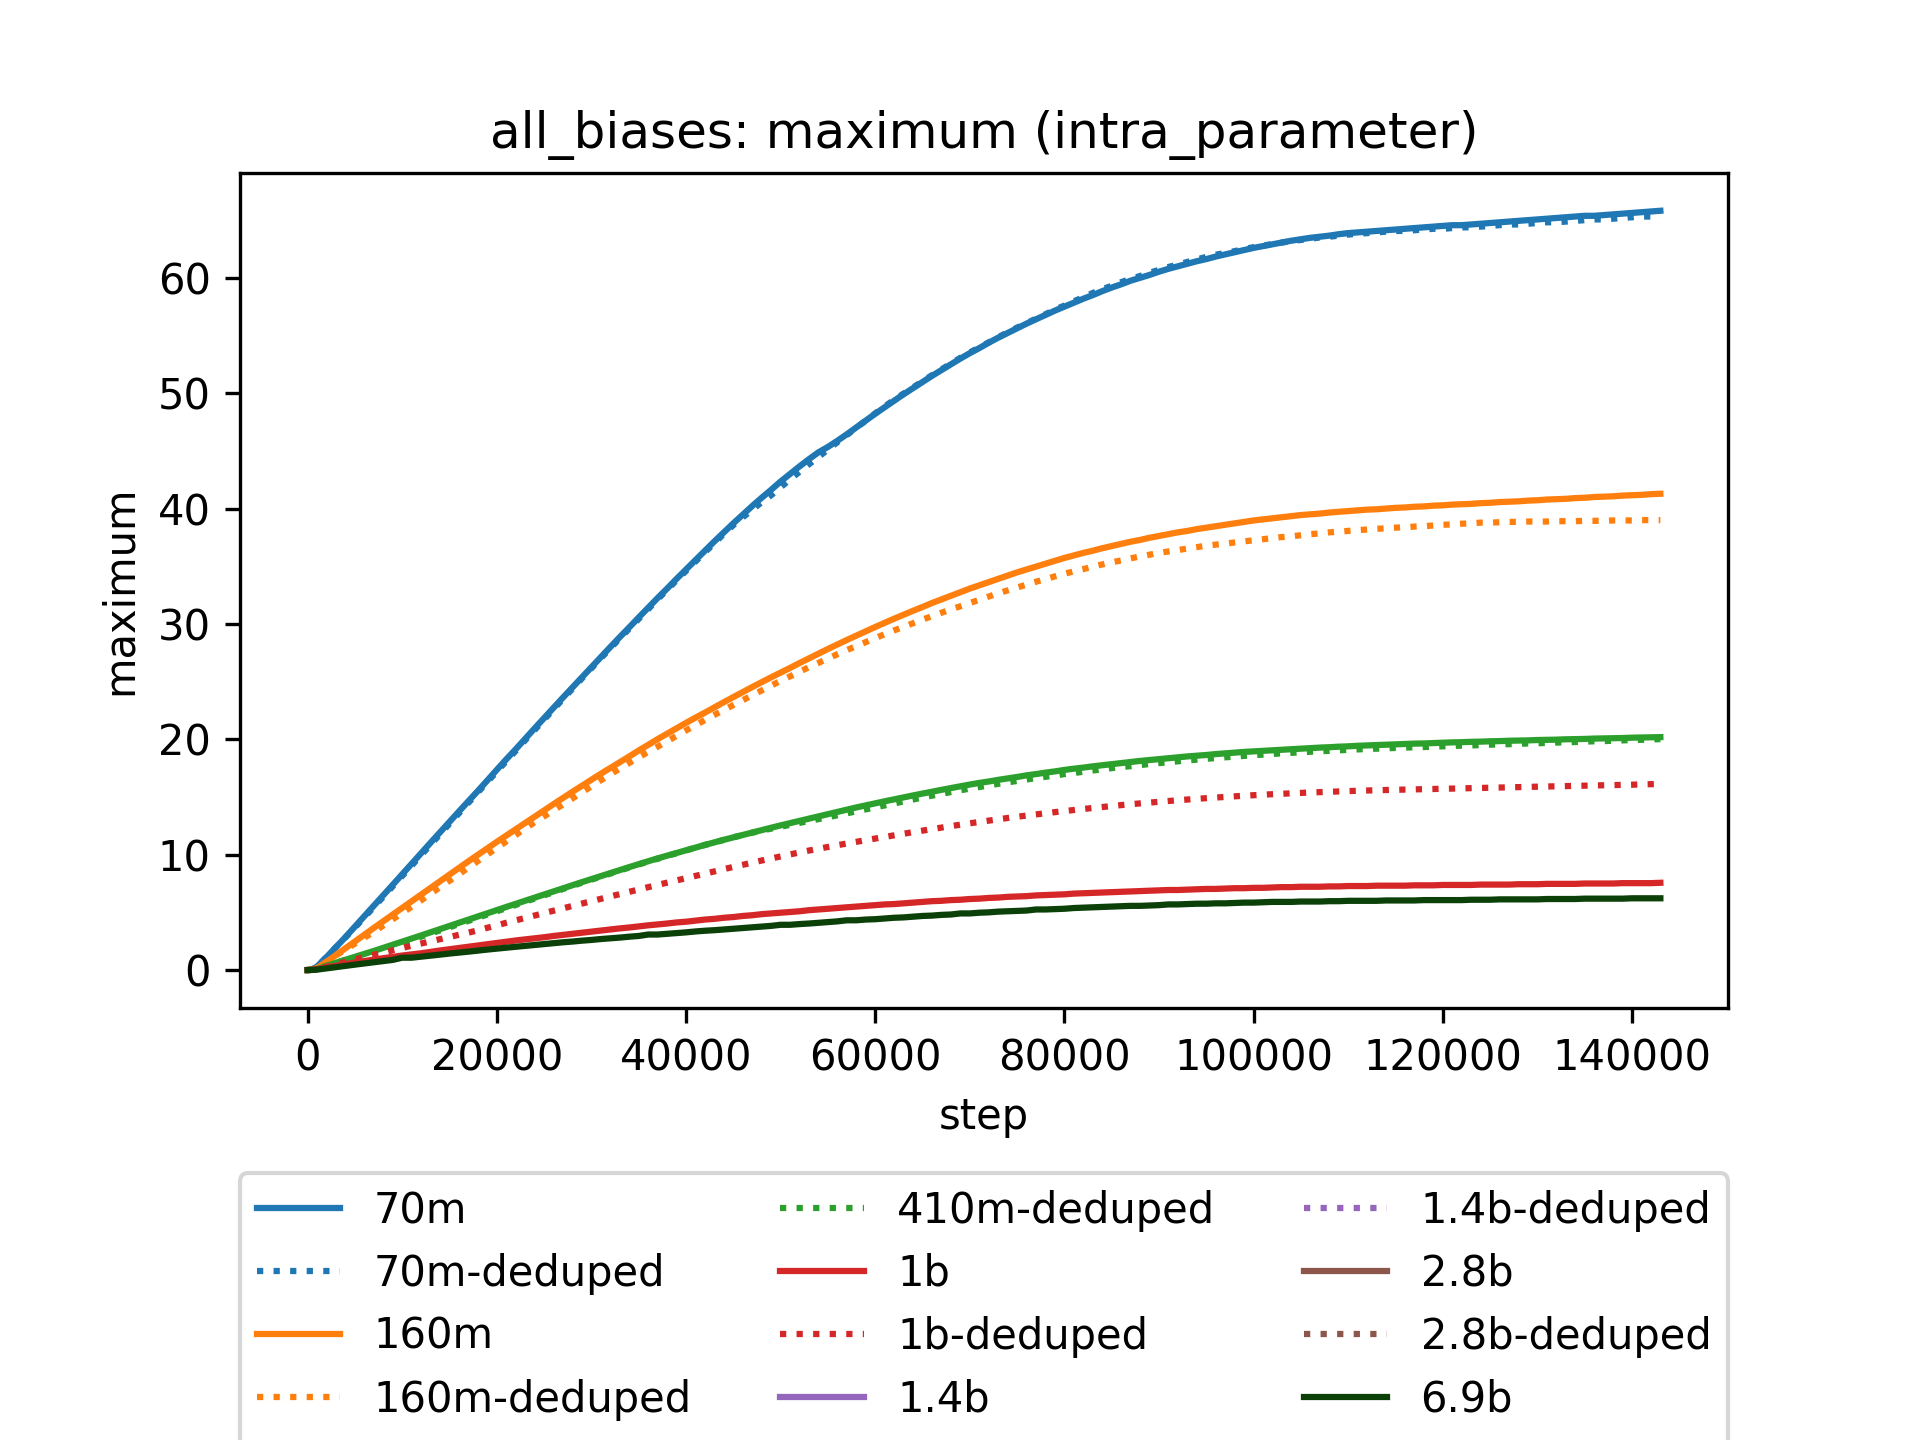 all_biases: maximum (intra_parameter)
60
50
40
30
20
10
0
maximum
0 20000 40000 60000 80000 100000 120000 140000
step
70m
70m-deduped
160m
160m-deduped
410m-deduped
1b
1b-deduped
1.4b
1.4b-deduped
2.8b
2.8b-deduped
6.9b